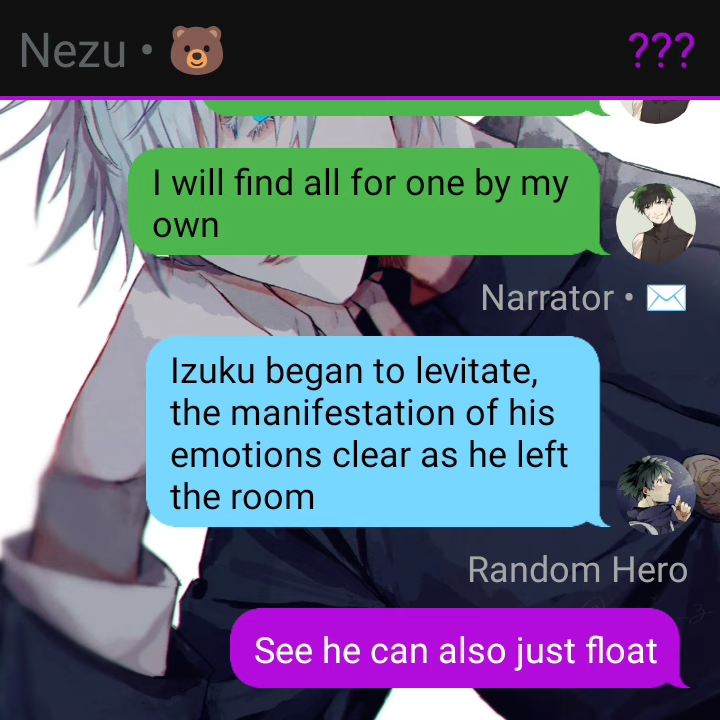 Nezu • 🐻 ???
I will find all for one by my
own
Narrator • ✉️
Izuku began to levitate,
the manifestation of his
emotions clear as he left
the room
Random Hero
See he can also just float